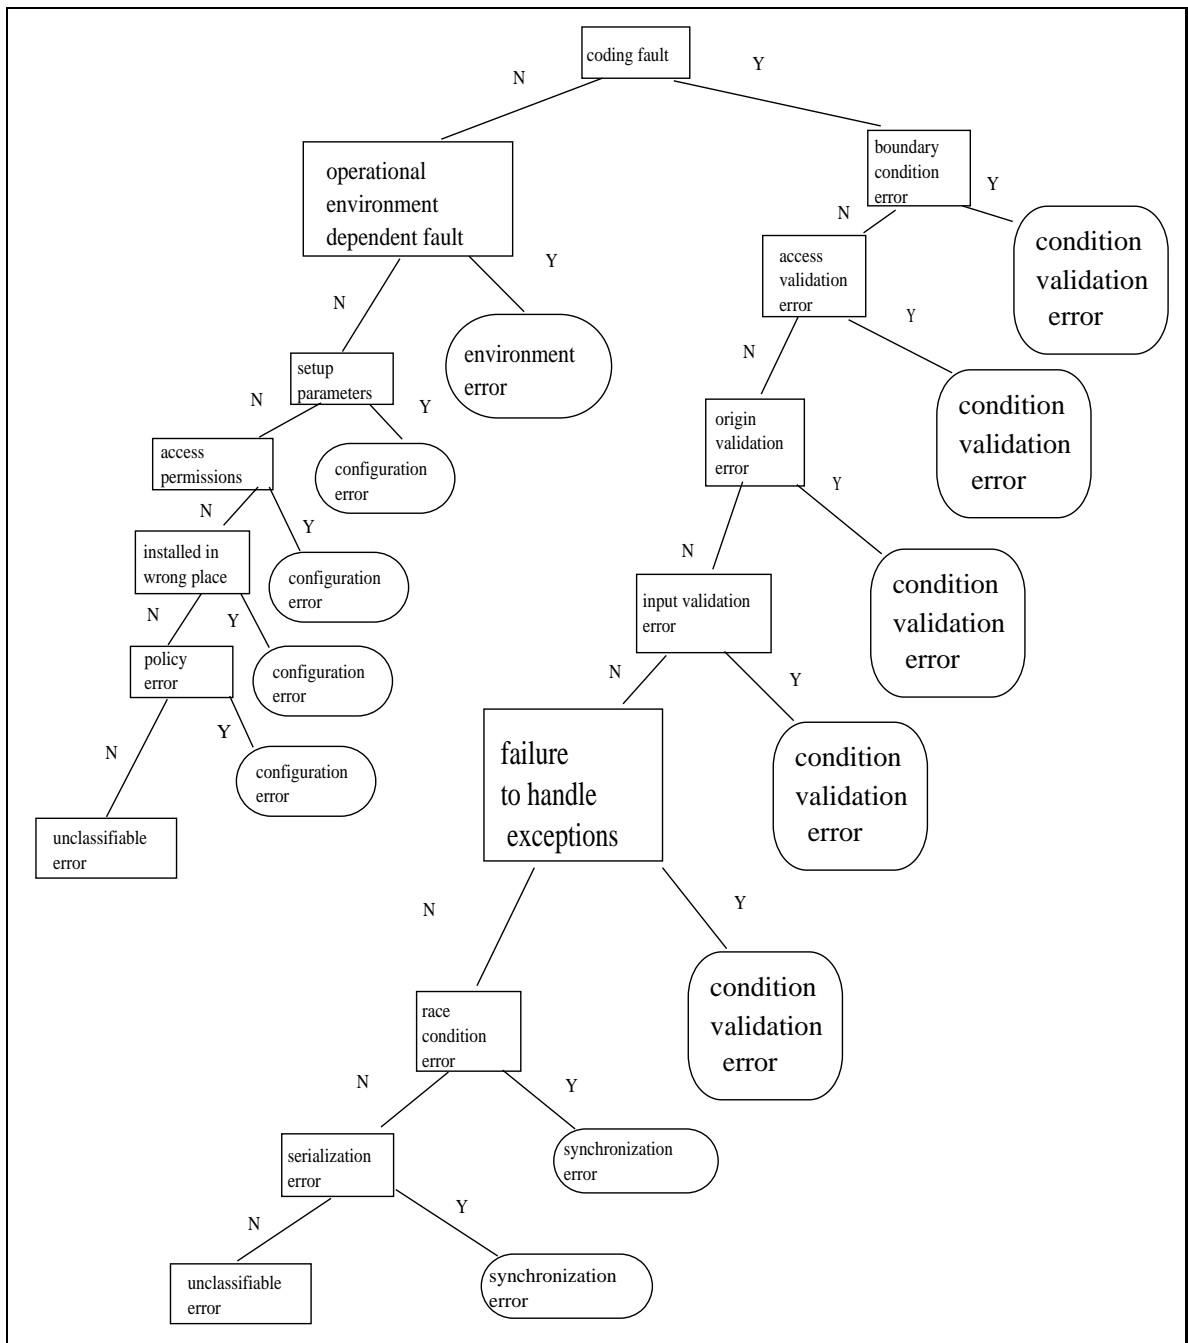 coding fault
N
Y
operational
environment
dependent fault
boundary
condition
error
Y
N
Y
N
access
validation
error
condition
validation
error
Y
N
environment
error
setup
parameters
N
Y
origin
validation
error
condition
validation
error
Y
N
access
permissions
configuration
error
N
Y
installed in
wrong place
configuration
error
N
Y
input validation
error
condition
validation
error
N
Y
policy
error
configuration
error
N
Y
configuration
error
unclassifiable
error
failure
to handle
exceptions
condition
validation
error
N
Y
race
condition
error
condition
validation
error
N
Y
serialization
error
synchronization
error
N
Y
unclassifiable
error
synchronization
error